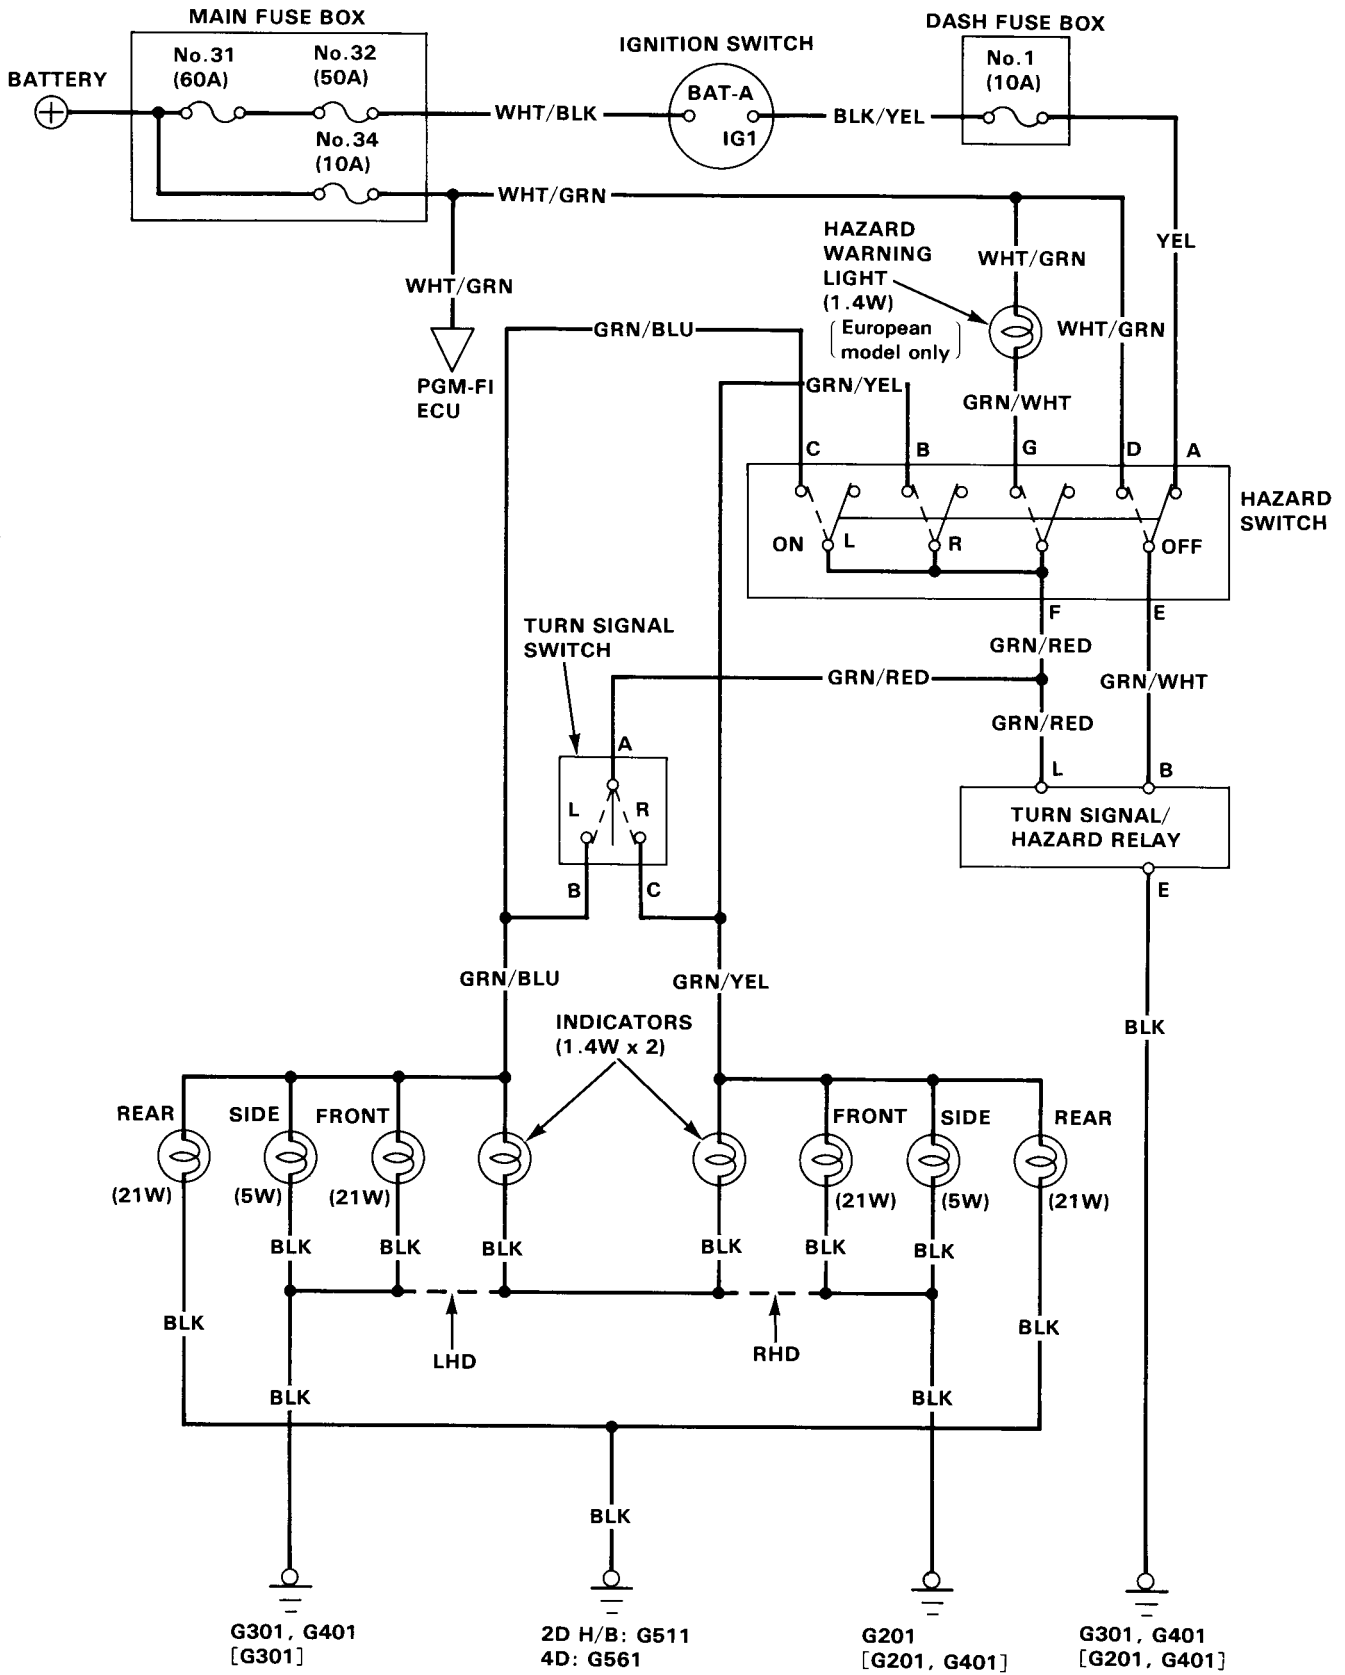 MAIN FUSE BOX
DASH FUSE BOX
IGNITION SWITCH
BATTERY
No.31
(60A)
No.32
(50A)
BAT-A
IG1
No.1
(10A)
WHT/BLK
BLK/YEL
No.34
(10A)
WHT/GRN
YEL
HAZARD
WARNING
LIGHT
(1.4W)
(European
model only)
WHT/GRN
WHT/GRN
WHT/GRN
GRN/BLU
GRN/YEL
GRN/WHT
PGM-FI
ECU
C
B
G
D
A
HAZARD
SWITCH
ON
L
R
OFF
F
E
TURN SIGNAL
SWITCH
GRN/RED
GRN/RED
GRN/WHT
GRN/RED
A
L
R
B
C
L
B
TURN SIGNAL/
HAZARD RELAY
E
GRN/BLU
GRN/YEL
INDICATORS
(1.4W x 2)
BLK
REAR
SIDE
FRONT
FRONT
SIDE
REAR
(21W)
(5W)
(21W)
(21W)
(5W)
(21W)
BLK
BLK
BLK
BLK
BLK
BLK
BLK
BLK
LHD
RHD
BLK
BLK
BLK
G301, G401
[G301]
2D H/B: G511
4D: G561
G201
[G201, G401]
G301, G401
[G201, G401]